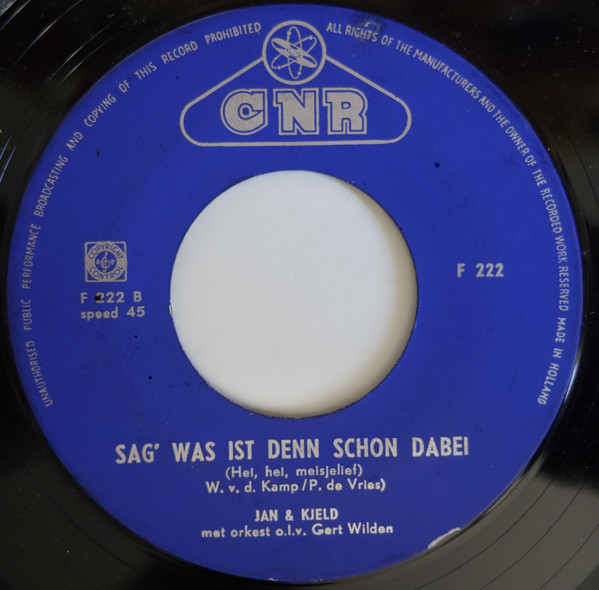 UNAUTHORISED PUBLIC PERFORMANCE BROADCASTING AND COPYING OF THIS RECORD PROHIBITED
ALL RIGHTS OF THE MANUFACTURERS AND THE OWNER OF THE RECORDED WORK RESERVED MADE IN HOLLAND
CNR
COPYRIGHT
CONTROL
F 222 B
speed 45
F 222
SAG' WAS IST DENN SCHON DABEI
(Hei, hei, meisjelief)
W. v. d. Kamp/P. de Vries)
JAN & KJELD
met orkest o.l.v. Gert Wilden